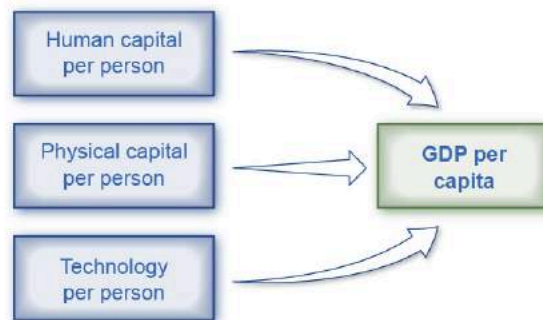 Human capital
per person
Physical capital
per person
GDP per
capita
Technology
per person